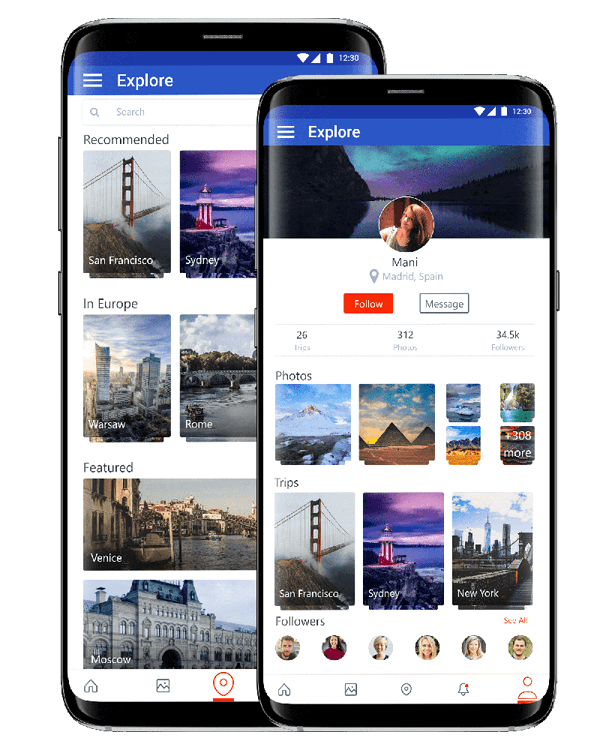 12:30
Explore
Search
Recommended
San Francisco
Sydney
In Europe
Warsaw
Rome
Featured
Venice
Moscow
12:30
Explore
Mani
Madrid, Spain
Follow
Message
26
312
34.5k
Trips
Photos
Followers
Photos
+308
more
Trips
San Francisco
Sydney
New York
Followers
See All